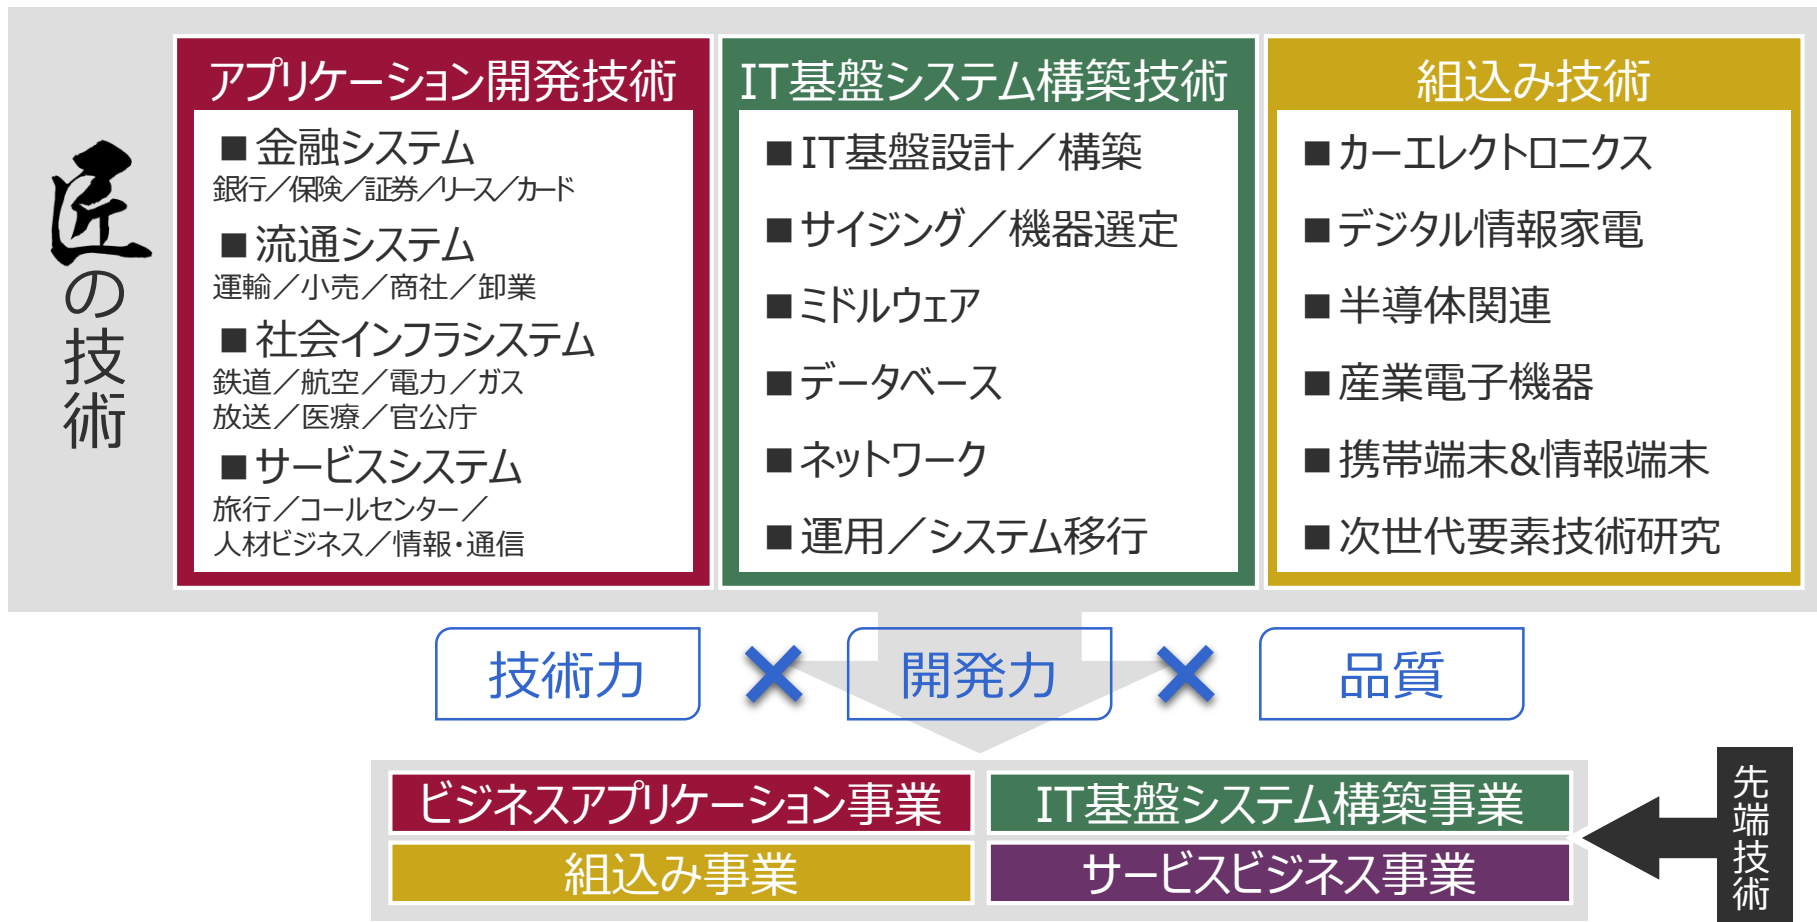 匠の技術
アプリケーション開発技術
■金融システム
銀行／保険／証券／リース／カード
■流通システム
運輸／小売／商社／卸業
■社会インフラシステム
鉄道／航空／電力／ガス
放送／医療／官公庁
■サービスシステム
旅行／コールセンター／
人材ビジネス／情報・通信
IT基盤システム構築技術
■IT基盤設計／構築
■サイジング／機器選定
■ミドルウェア
■データベース
■ネットワーク
■運用／システム移行
組込み技術
■カーエレクトロニクス
■デジタル情報家電
■半導体関連
■産業電子機器
■携帯端末&情報端末
■次世代要素技術研究
技術力
×
開発力
×
品質
ビジネスアプリケーション事業
IT基盤システム構築事業
組込み事業
サービスビジネス事業
先端技術